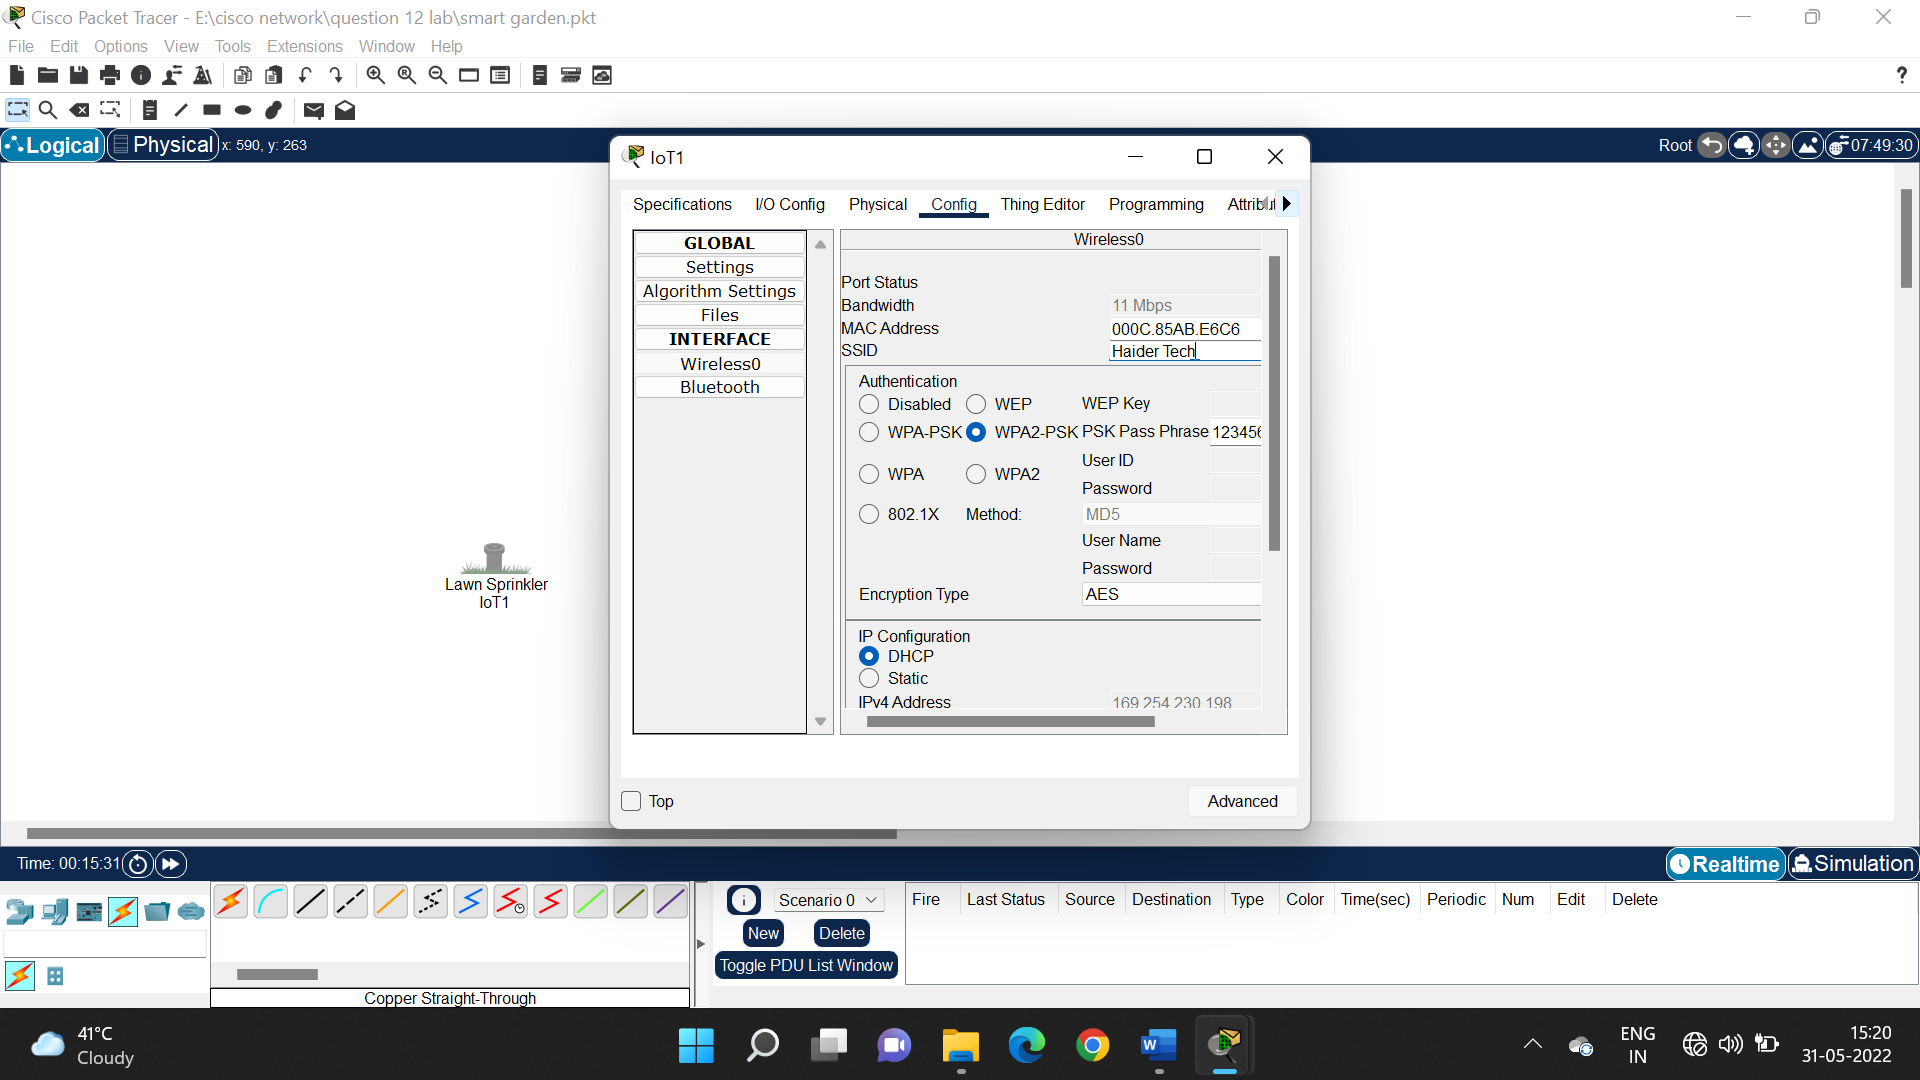 Cisco Packet Tracer - E:\cisco network\question 12 lab\smart garden.pkt
File Edit Options View Tools Extensions Window Help
?
Logical Physical x: 590, y: 263 Root 07:49:30
IoT1
Specifications I/O Config Physical Config Thing Editor Programming Attribut
GLOBAL
Settings
Algorithm Settings
Files
INTERFACE
Wireless0
Bluetooth
Wireless0
Port Status
Bandwidth 11 Mbps
MAC Address 000C.85AB.E6C6
SSID Haider Tech
Authentication
Disabled WEP WEP Key
WPA-PSK WPA2-PSK PSK Pass Phrase 123456
WPA WPA2 User ID
Password
802.1X Method: MD5
User Name
Password
Encryption Type AES
IP Configuration
DHCP
Static
IPv4 Address 169.254.230.198
Top Advanced
Lawn Sprinkler
IoT1
Time: 00:15:31 Realtime Simulation
Scenario 0
New Delete
Toggle PDU List Window
Fire Last Status Source Destination Type Color Time(sec) Periodic Num Edit Delete
Copper Straight-Through
41°C
Cloudy
ENG
IN
15:20
31-05-2022